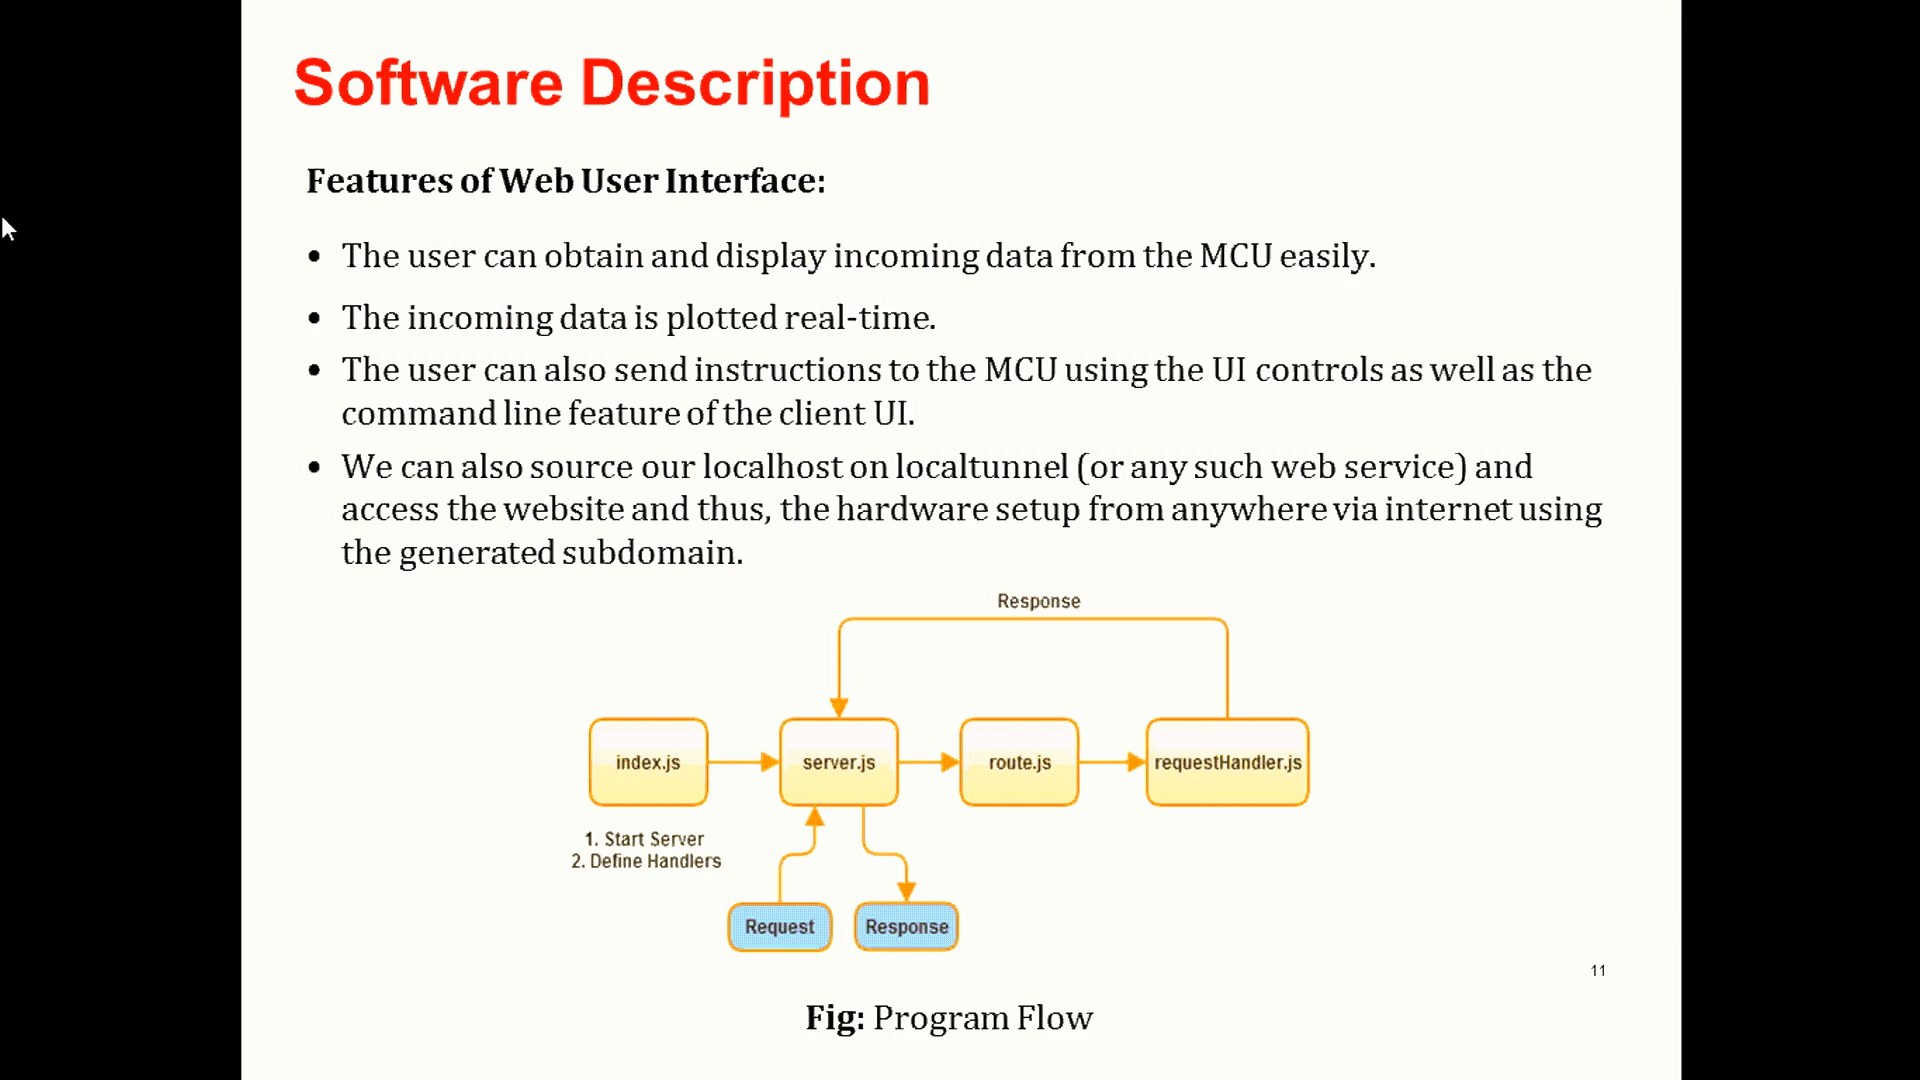 Software Description
Features of Web User Interface:
• The user can obtain and display incoming data from the MCU easily.
• The incoming data is plotted real-time.
• The user can also send instructions to the MCU using the UI controls as well as the
command line feature of the client UI.
• We can also source our localhost on localtunnel (or any such web service) and
access the website and thus, the hardware setup from anywhere via internet using
the generated subdomain.
Response
index.js
server.js
route.js
requestHandler.js
1. Start Server
2. Define Handlers
Request
Response
11
Fig: Program Flow